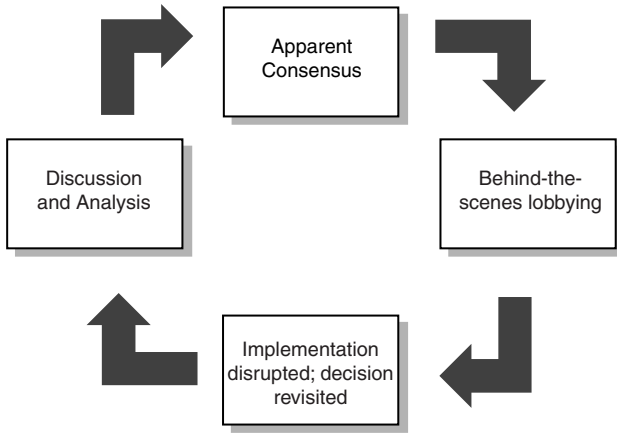 Apparent
Consensus
Discussion
and Analysis
Behind-the-
scenes lobbying
Implementation
disrupted; decision
revisited